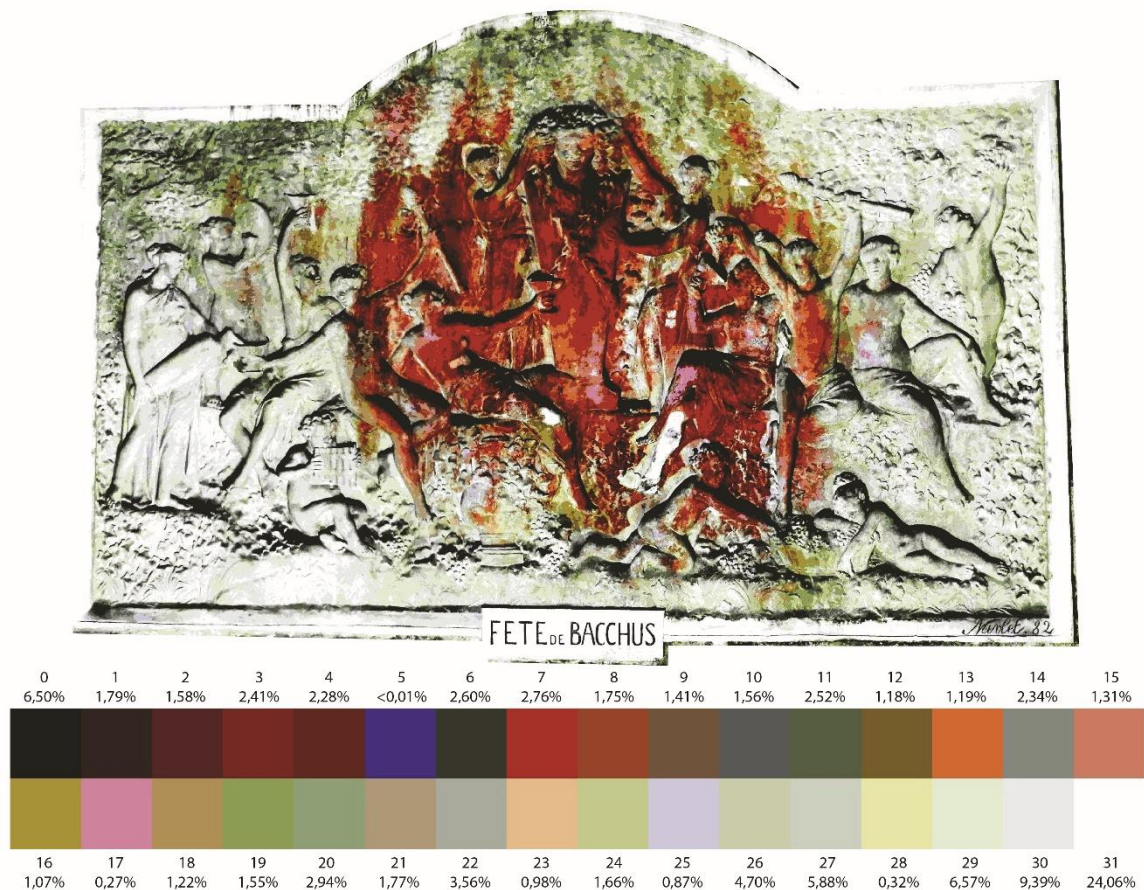 FETE DE BACCHUS
Navlet. 82
0 1 2 3 4 5 6 7 8 9 10 11 12 13 14 15
6,50% 1,79% 1,58% 2,41% 2,28% <0,01% 2,60% 2,76% 1,75% 1,41% 1,56% 2,52% 1,18% 1,19% 2,34% 1,31%
16 17 18 19 20 21 22 23 24 25 26 27 28 29 30 31
1,07% 0,27% 1,22% 1,55% 2,94% 1,77% 3,56% 0,98% 1,66% 0,87% 4,70% 5,88% 0,32% 6,57% 9,39% 24,06%